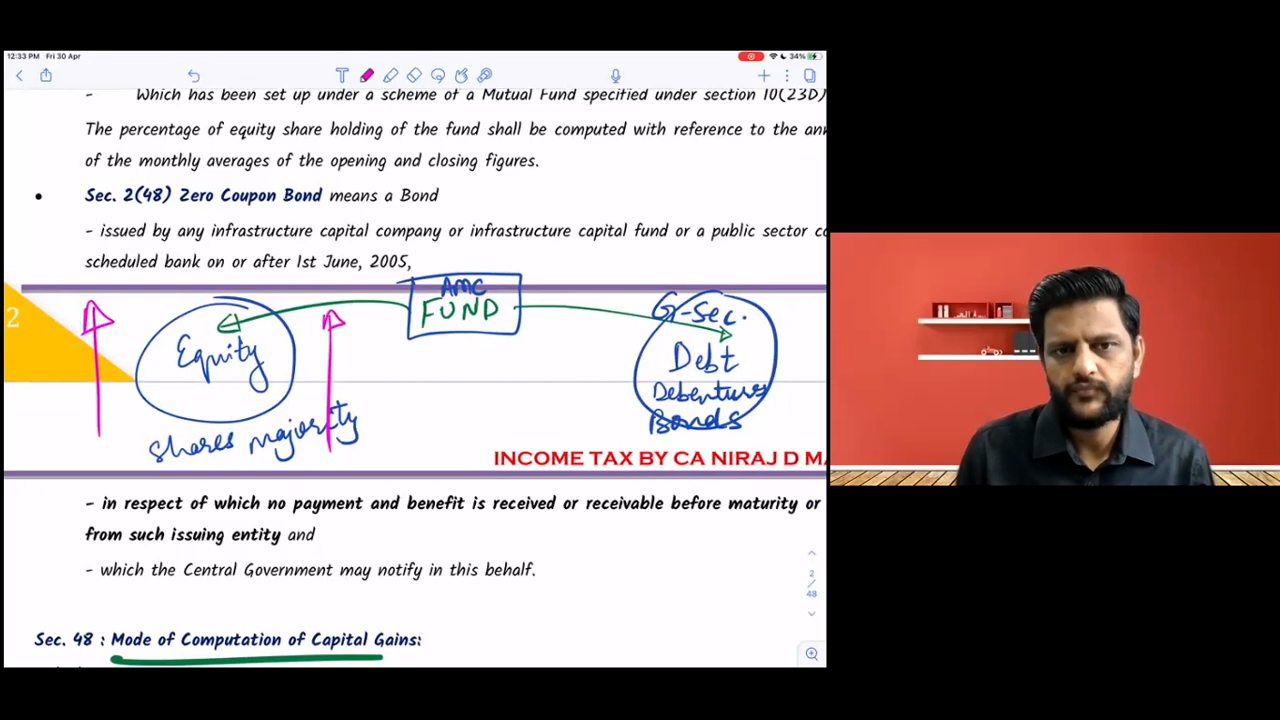 12:33 PM Fri 30 Apr
34%
- Which has been set up under a scheme of a Mutual Fund specified under section 10(23D)
The percentage of equity share holding of the fund shall be computed with reference to the ann
of the monthly averages of the opening and closing figures.
• Sec. 2(48) Zero Coupon Bond means a Bond
- issued by any infrastructure capital company or infrastructure capital fund or a public sector co
scheduled bank on or after 1st June, 2005,
AMC
FUND
G-Sec.
2
Equity
Debt
Debentures
Bonds
shares majority
INCOME TAX BY CA NIRAJ D MA
- in respect of which no payment and benefit is received or receivable before maturity or
from such issuing entity and
- which the Central Government may notify in this behalf.
2
/
48
Sec. 48 : Mode of Computation of Capital Gains: